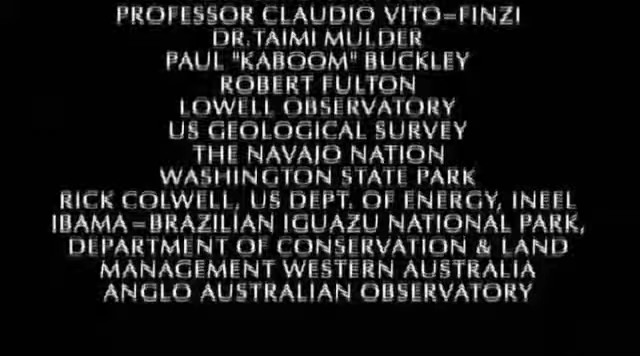 PROFESSOR CLAUDIO VITO=FINZI
DR.TAIMI MULDER
PAUL "KABOOM" BUCKLEY
ROBERT FULTON
LOWELL OBSERVATORY
US GEOLOGICAL SURVEY
THE NAVAJO NATION
WASHINGTON STATE PARK
RICK COLWELL, US DEPT. OF ENERGY, INEEL
IBAMA=BRAZILIAN IGUAZU NATIONAL PARK,
DEPARTMENT OF CONSERVATION & LAND
MANAGEMENT WESTERN AUSTRALIA
ANGLO AUSTRALIAN OBSERVATORY